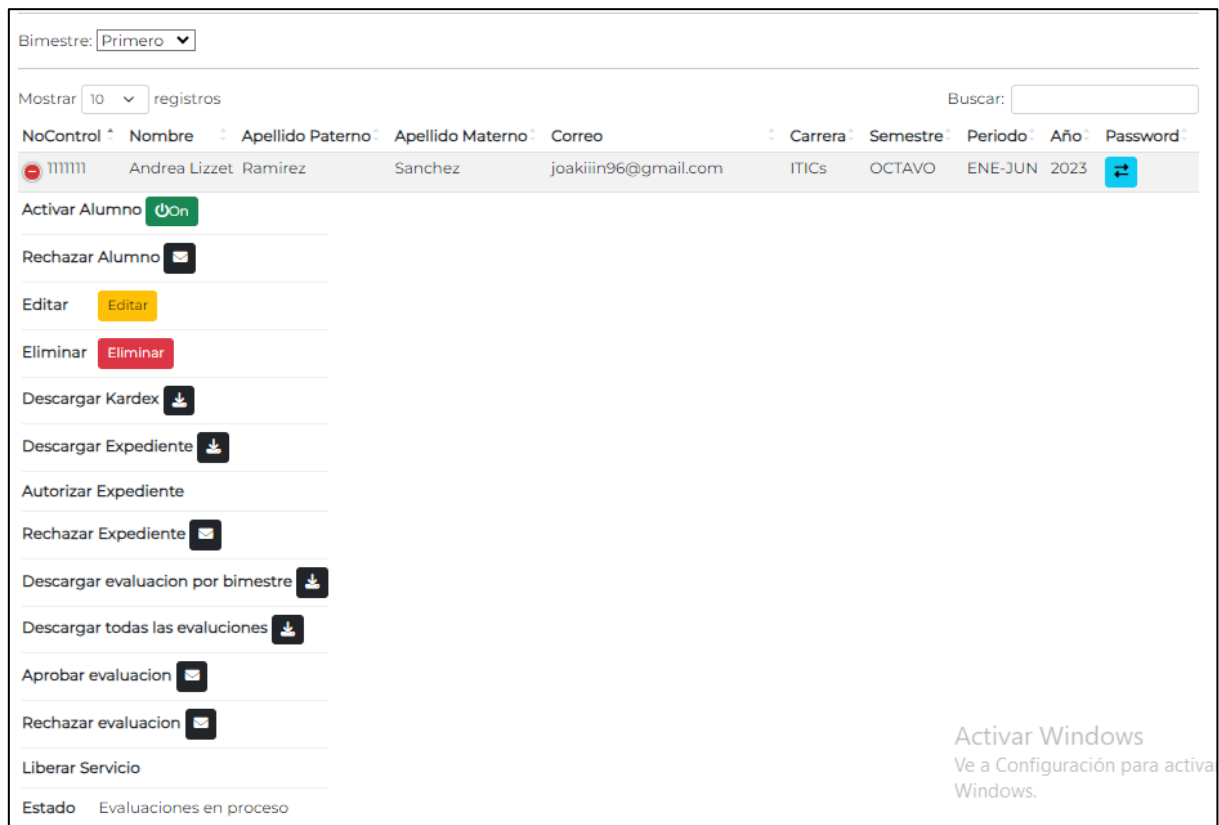 Bimestre: Primero
Mostrar 10 registros Buscar:
NoControl Nombre Apellido Paterno Apellido Materno Correo Carrera Semestre Periodo Año Password
1111111 Andrea Lizzet Ramirez Sanchez joakiiin96@gmail.com ITICs OCTAVO ENE-JUN 2023
Activar Alumno On
Rechazar Alumno
Editar Editar
Eliminar Eliminar
Descargar Kardex
Descargar Expediente
Autorizar Expediente
Rechazar Expediente
Descargar evaluacion por bimestre
Descargar todas las evaluciones
Aprobar evaluacion
Rechazar evaluacion
Liberar Servicio
Estado Evaluaciones en proceso
Activar Windows
Ve a Configuración para activa
Windows.